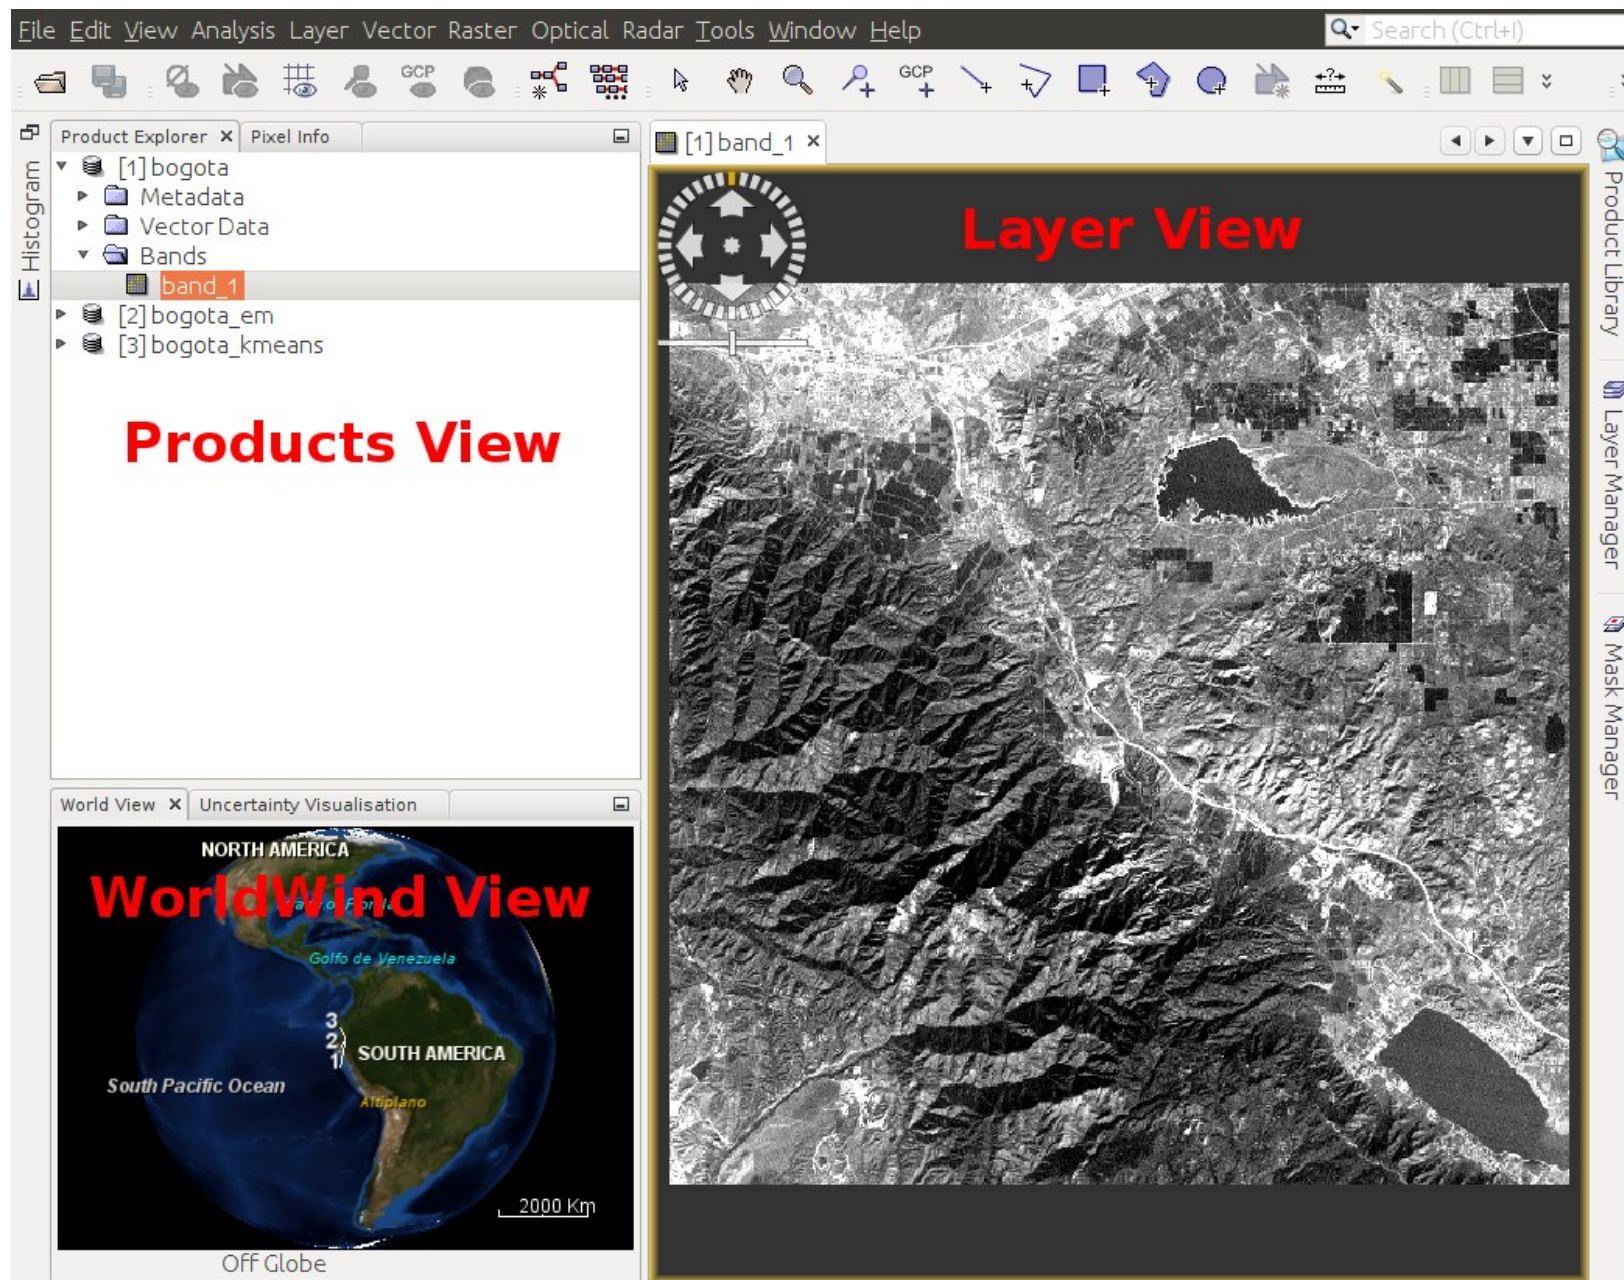 File Edit View Analysis Layer Vector Raster Optical Radar Tools Window Help
Search (Ctrl+I)
GCP
GCP
Histogram
Product Explorer
Pixel Info
[1] bogota
Metadata
Vector Data
Bands
band_1
[2] bogota_em
[3] bogota_kmeans
Products View
World View
Uncertainty Visualisation
NORTH AMERICA
WorldWind View
Golfo de Venezuela
3
2
1
SOUTH AMERICA
South Pacific Ocean
Altiplano
2000 Km
Off Globe
[1] band_1
Layer View
Product Library
Layer Manager
Mask Manager